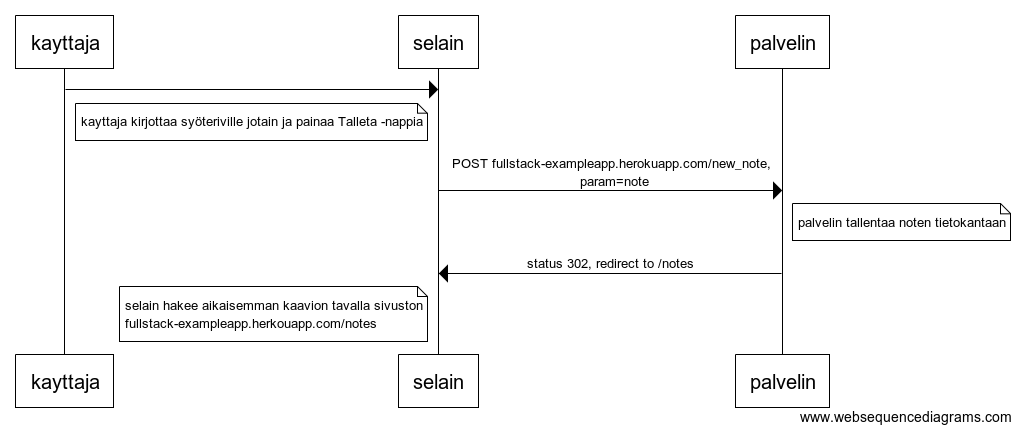 kayttaja
selain
palvelin
kayttaja kirjottaa syöteriville jotain ja painaa Talleta -nappia
POST fullstack-exampleapp.herokuapp.com/new_note,
param=note
palvelin tallentaa noten tietokantaan
status 302, redirect to /notes
selain hakee aikaisemman kaavion tavalla sivuston
fullstack-exampleapp.herkouapp.com/notes
kayttaja
selain
palvelin
www.websequencediagrams.com